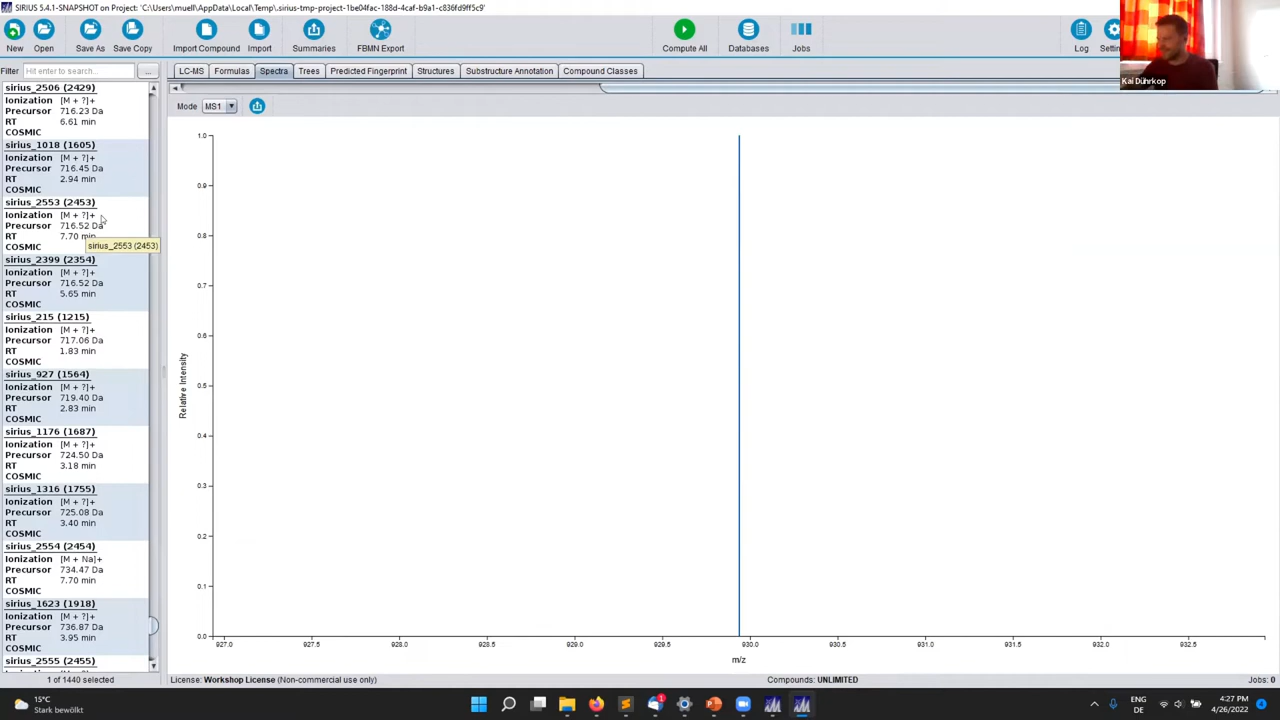 SIRIUS 5.4.1-SNAPSHOT on Project: 'C:\Users\muell\AppData\Local\Temp\.sirius-tmp-project-1be04fac-188d-4caf-b9a1-c836fd9ff5c9'
New Open Save As Save Copy Import Compound Import Summaries FBMN Export Compute All Databases Jobs Log Settin
Kai Dührkop
Filter Hit enter to search... ...
LC-MS Formulas Spectra Trees Predicted Fingerprint Structures Substructure Annotation Compound Classes
Mode MS1
sirius_2506 (2429)
Ionization [M + ?]+
Precursor 716.23 Da
RT 6.61 min
COSMIC
sirius_1018 (1605)
Ionization [M + ?]+
Precursor 716.45 Da
RT 2.94 min
COSMIC
sirius_2553 (2453)
Ionization [M + ?]+
Precursor 716.52 Da
RT 7.70 min
COSMIC
sirius_2553 (2453)
sirius_2399 (2354)
Ionization [M + ?]+
Precursor 716.52 Da
RT 5.65 min
COSMIC
sirius_215 (1215)
Ionization [M + ?]+
Precursor 717.06 Da
RT 1.83 min
COSMIC
sirius_927 (1564)
Ionization [M + ?]+
Precursor 719.40 Da
RT 2.83 min
COSMIC
sirius_1176 (1687)
Ionization [M + ?]+
Precursor 724.50 Da
RT 3.18 min
COSMIC
sirius_1316 (1755)
Ionization [M + ?]+
Precursor 725.08 Da
RT 3.40 min
COSMIC
sirius_2554 (2454)
Ionization [M + Na]+
Precursor 734.47 Da
RT 7.70 min
COSMIC
sirius_1623 (1918)
Ionization [M + ?]+
Precursor 736.87 Da
RT 3.95 min
COSMIC
sirius_2555 (2455)
1.0
0.9
0.8
0.7
0.6
0.5
0.4
0.3
0.2
0.1
0.0
Relative Intensity
927.0 927.5 928.0 928.5 929.0 929.5 930.0 930.5 931.0 931.5 932.0 932.5
m/z
1 of 1440 selected License: Workshop License (Non-commercial use only) Compounds: UNLIMITED Jobs: 0
15°C
Stark bewölkt
1
ENG
DE
4:27 PM
4/26/2022